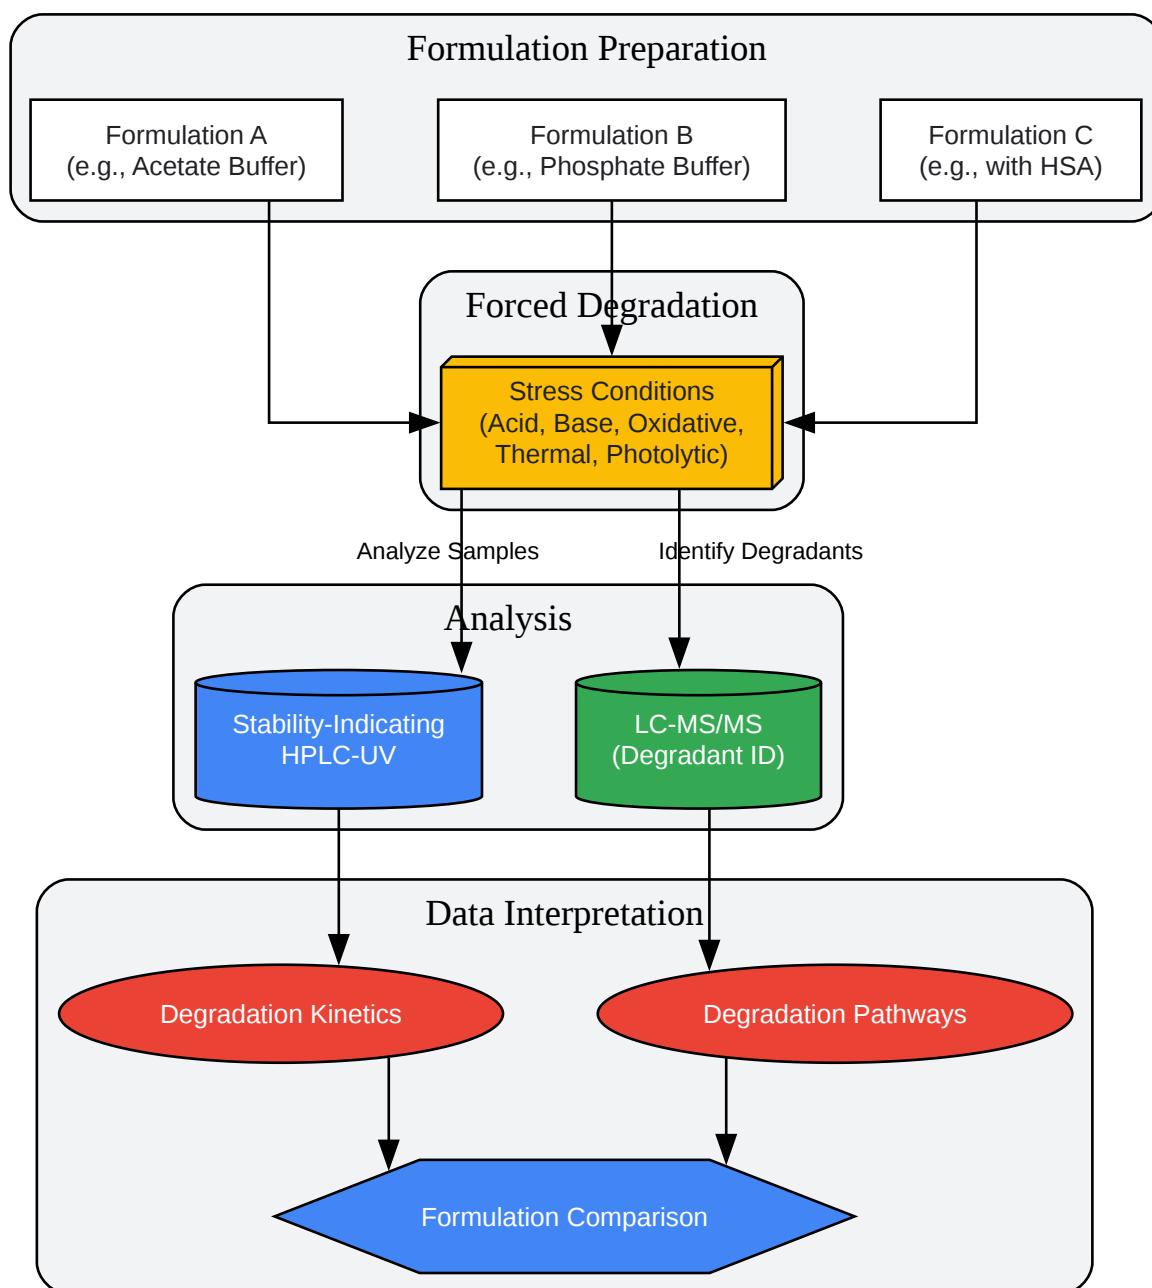 Formulation Preparation
Formulation A
(e.g., Acetate Buffer)
Formulation B
(e.g., Phosphate Buffer)
Formulation C
(e.g., with HSA)
Forced Degradation
Stress Conditions
(Acid, Base, Oxidative,
Thermal, Photolytic)
Analyze Samples
Identify Degradants
Analysis
Stability-Indicating
HPLC-UV
LC-MS/MS
(Degradant ID)
Data Interpretation
Degradation Kinetics
Degradation Pathways
Formulation Comparison